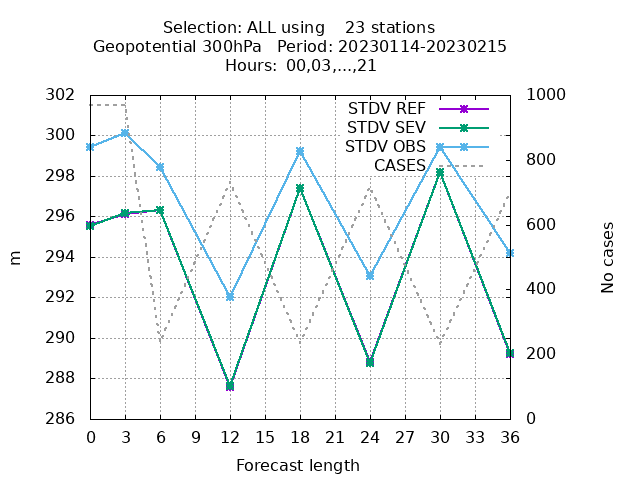 Selection: ALL using    23 stations
Geopotential 300hPa   Period: 20230114-20230215
Hours: 00,03,...,21
302
300
298
296
294
292
290
288
286
m
1000
800
600
400
200
0
No cases
STDV REF
STDV SEV
STDV OBS
CASES
0 3 6 9 12 15 18 21 24 27 30 33 36
Forecast length